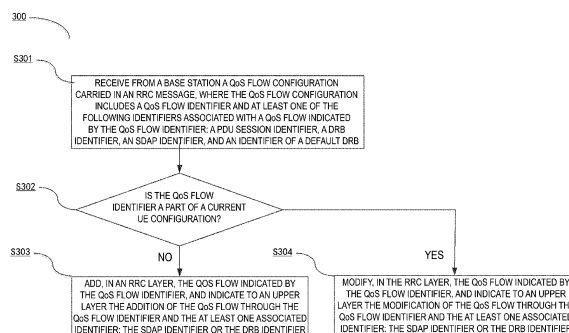 300
S301
RECEIVE FROM A BASE STATION A QoS FLOW CONFIGURATION
CARRIED IN AN RRC MESSAGE, WHERE THE QoS FLOW CONFIGURATION
INCLUDES A QoS FLOW IDENTIFIER AND AT LEAST ONE OF THE
FOLLOWING IDENTIFIERS ASSOCIATED WITH A QoS FLOW INDICATED
BY THE QoS FLOW IDENTIFIER: A PDU SESSION IDENTIFIER, A DRB
IDENTIFIER, AN SDAP IDENTIFIER, AND AN IDENTIFIER OF A DEFAULT DRB
S302
IS THE QoS FLOW
IDENTIFIER A PART OF A CURRENT
UE CONFIGURATION?
NO
YES
S303
ADD, IN AN RRC LAYER, THE QOS FLOW INDICATED BY
THE QoS FLOW IDENTIFIER, AND INDICATE TO AN UPPER
LAYER THE ADDITION OF THE QoS FLOW THROUGH THE
QoS FLOW IDENTIFIER AND THE AT LEAST ONE ASSOCIATED
IDENTIFIER: THE SDAP IDENTIFIER OR THE DRB IDENTIFIER
S304
MODIFY, IN THE RRC LAYER, THE QoS FLOW INDICATED BY
THE QoS FLOW IDENTIFIER, AND INDICATE TO AN UPPER
LAYER THE MODIFICATION OF THE QoS FLOW THROUGH THE
QoS FLOW IDENTIFIER AND THE AT LEAST ONE ASSOCIATED
IDENTIFIER: THE SDAP IDENTIFIER OR THE DRB IDENTIFIER